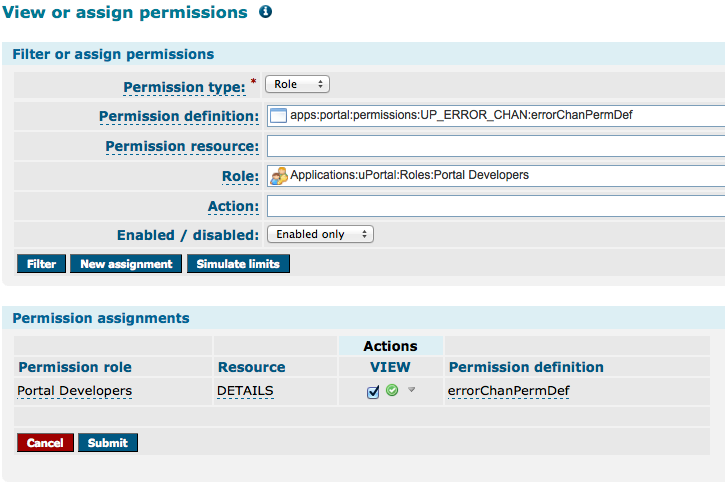 View or assign permissions
Filter or assign permissions
Permission type: * Role
Permission definition: apps:portal:permissions:UP_ERROR_CHAN:errorChanPermDef
Permission resource:
Role: Applications:uPortal:Roles:Portal Developers
Action:
Enabled / disabled: Enabled only
Filter New assignment Simulate limits
Permission assignments
Actions
Permission role Resource VIEW Permission definition
Portal Developers DETAILS errorChanPermDef
Cancel Submit